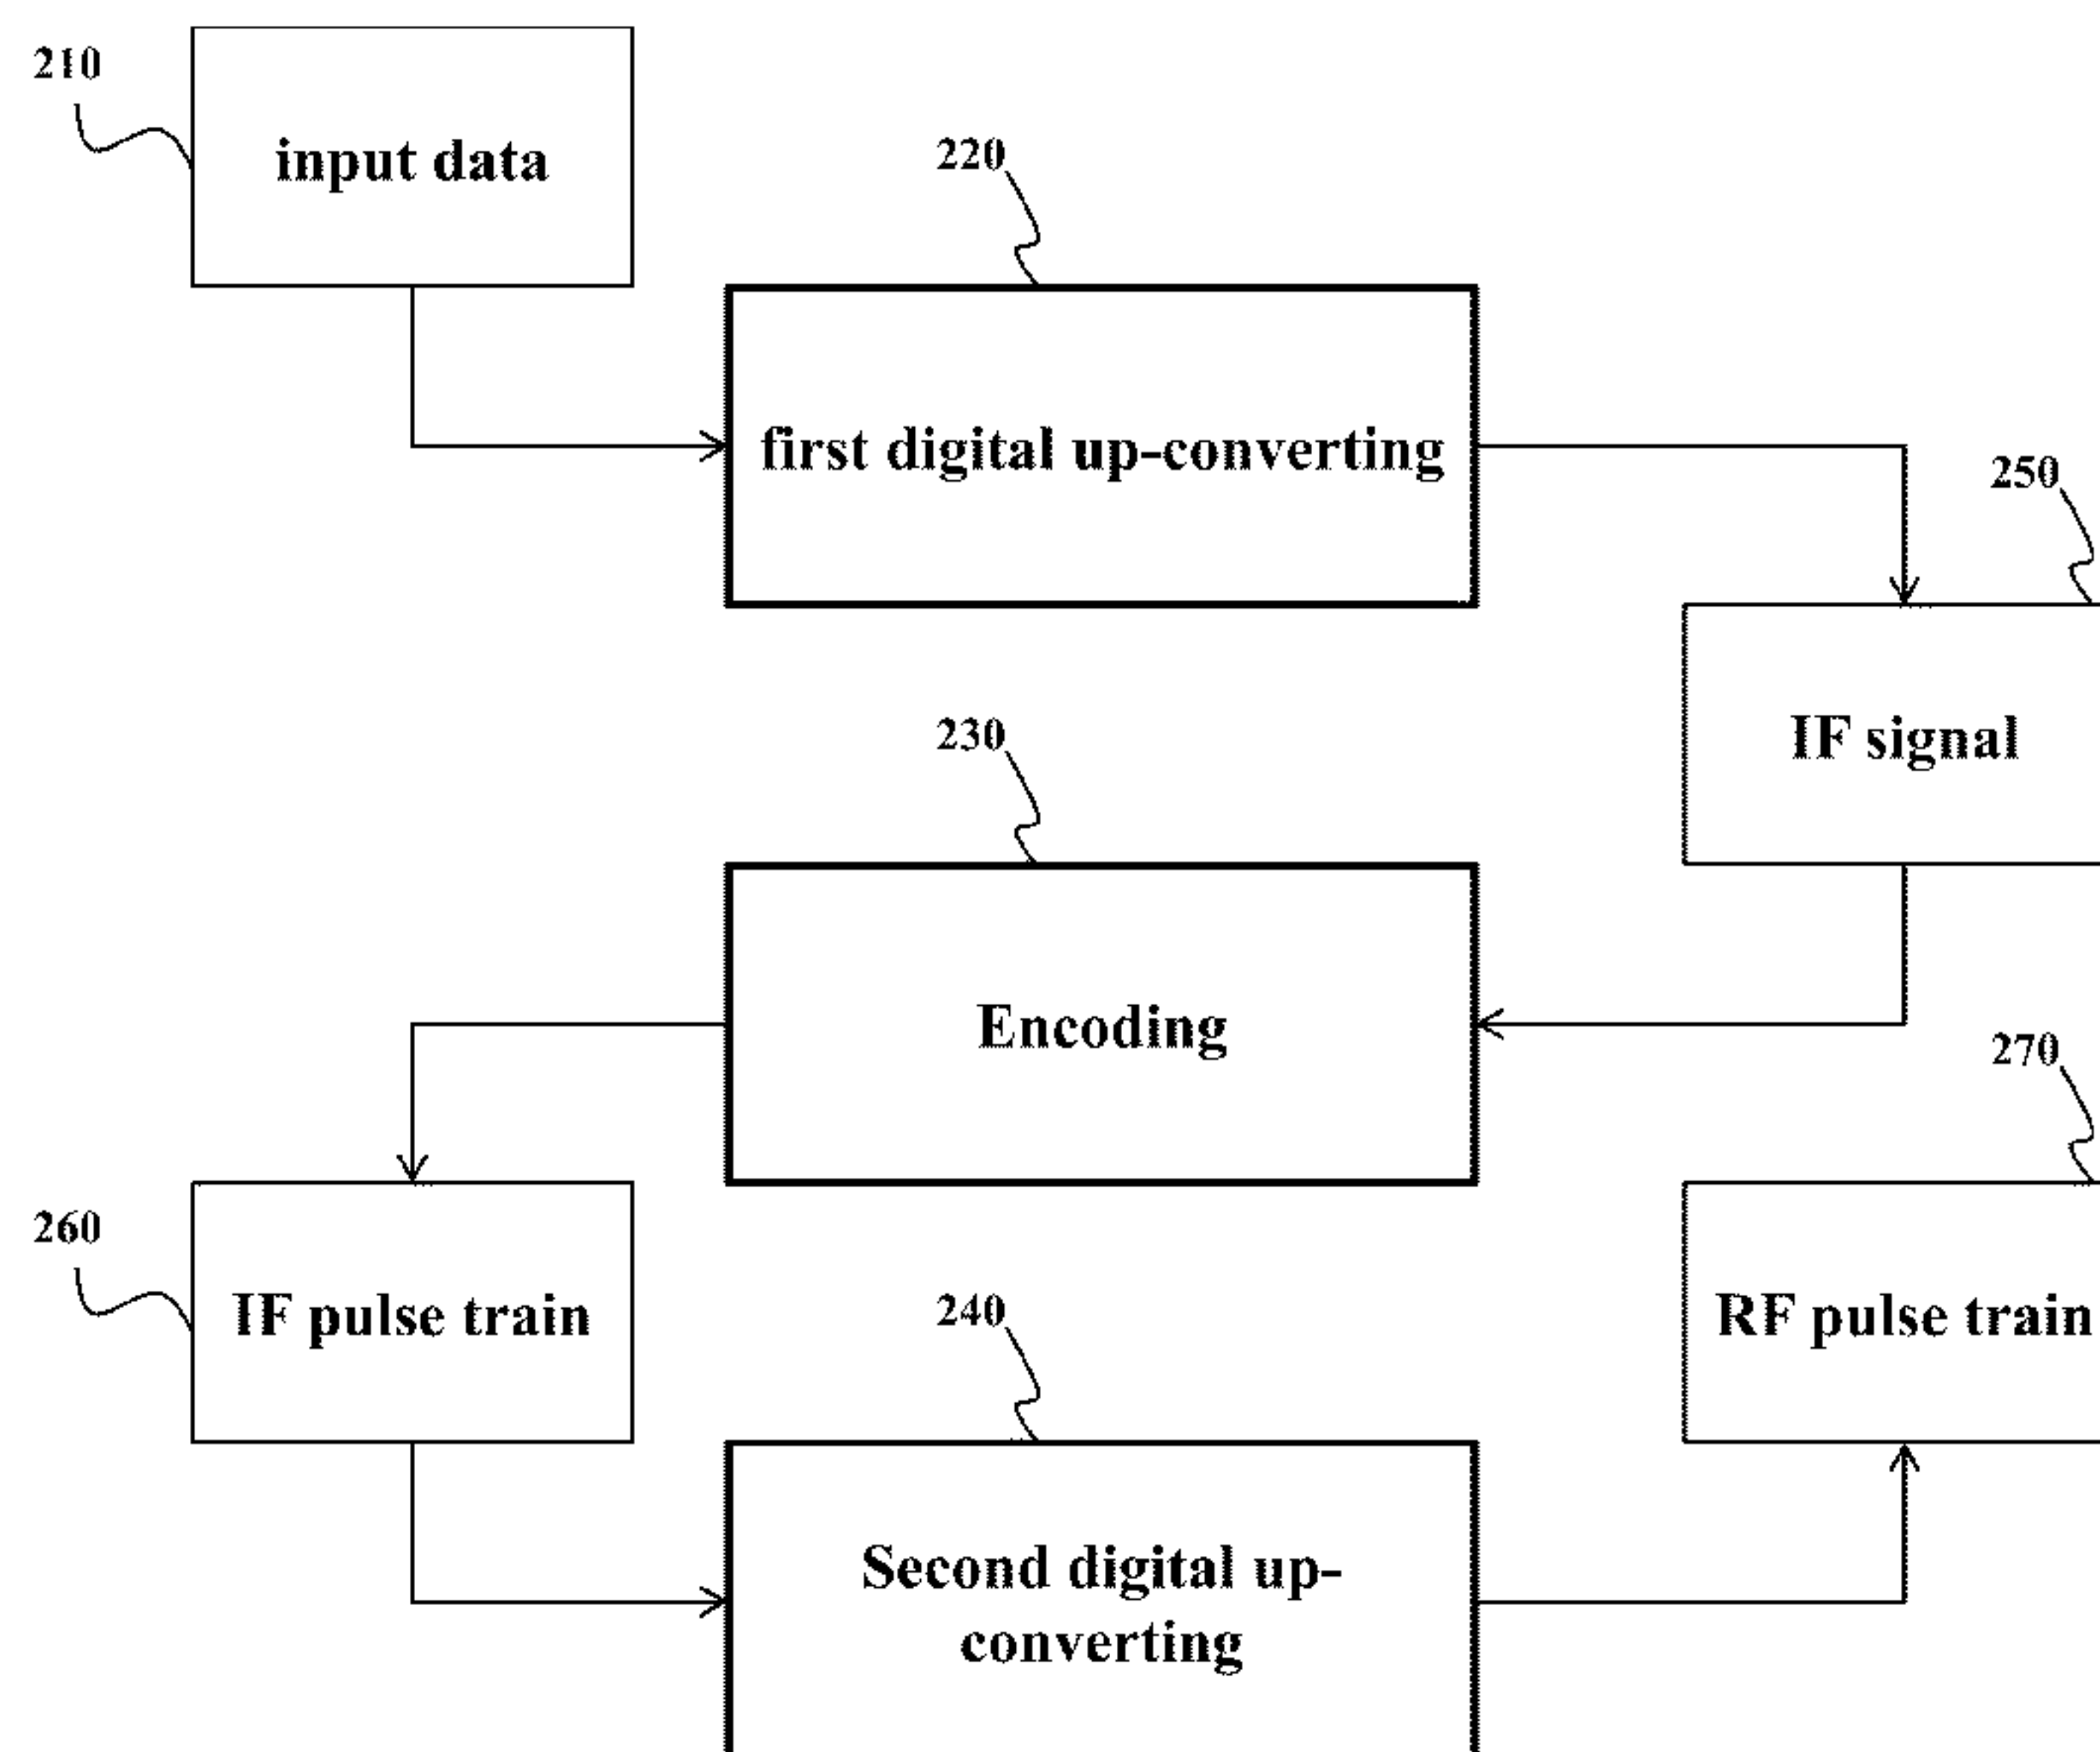 210
input data
220
first digital up-converting
250
IF signal
230
Encoding
270
260
IF pulse train
RF pulse train
240
Second digital up-
converting